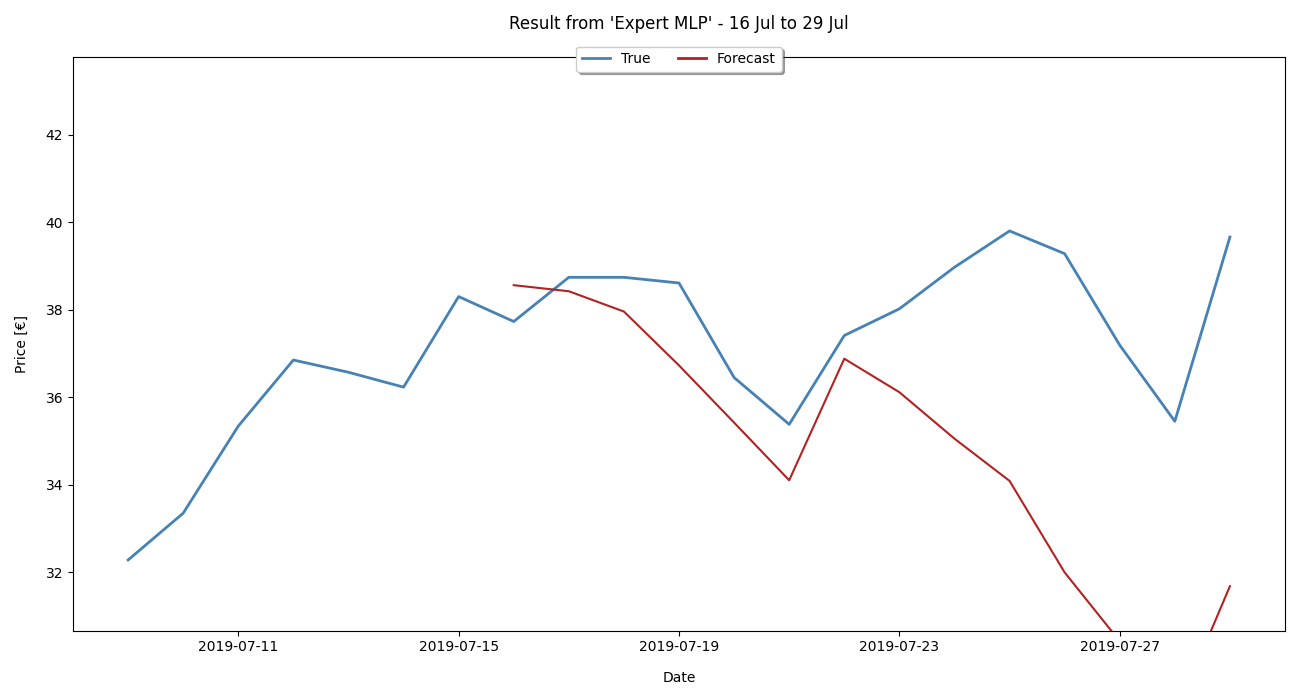 Result from 'Expert MLP' - 16 Jul to 29 Jul
True
Forecast
Price [€]
42
40
38
36
34
32
2019-07-11
2019-07-15
2019-07-19
2019-07-23
2019-07-27
Date